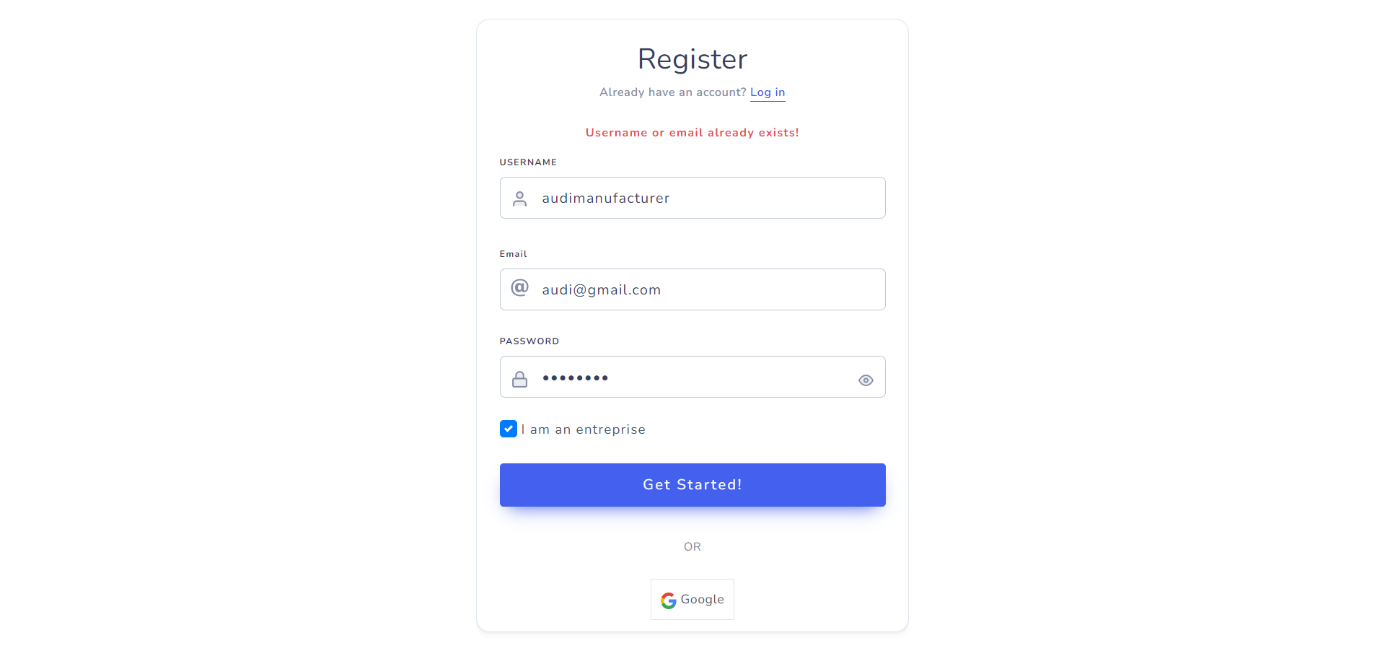 Register
Already have an account? Log in
Username or email already exists!
USERNAME
audimanufacturer
Email
@ audi@gmail.com
PASSWORD
••••••••
I am an entreprise
Get Started!
OR
Google